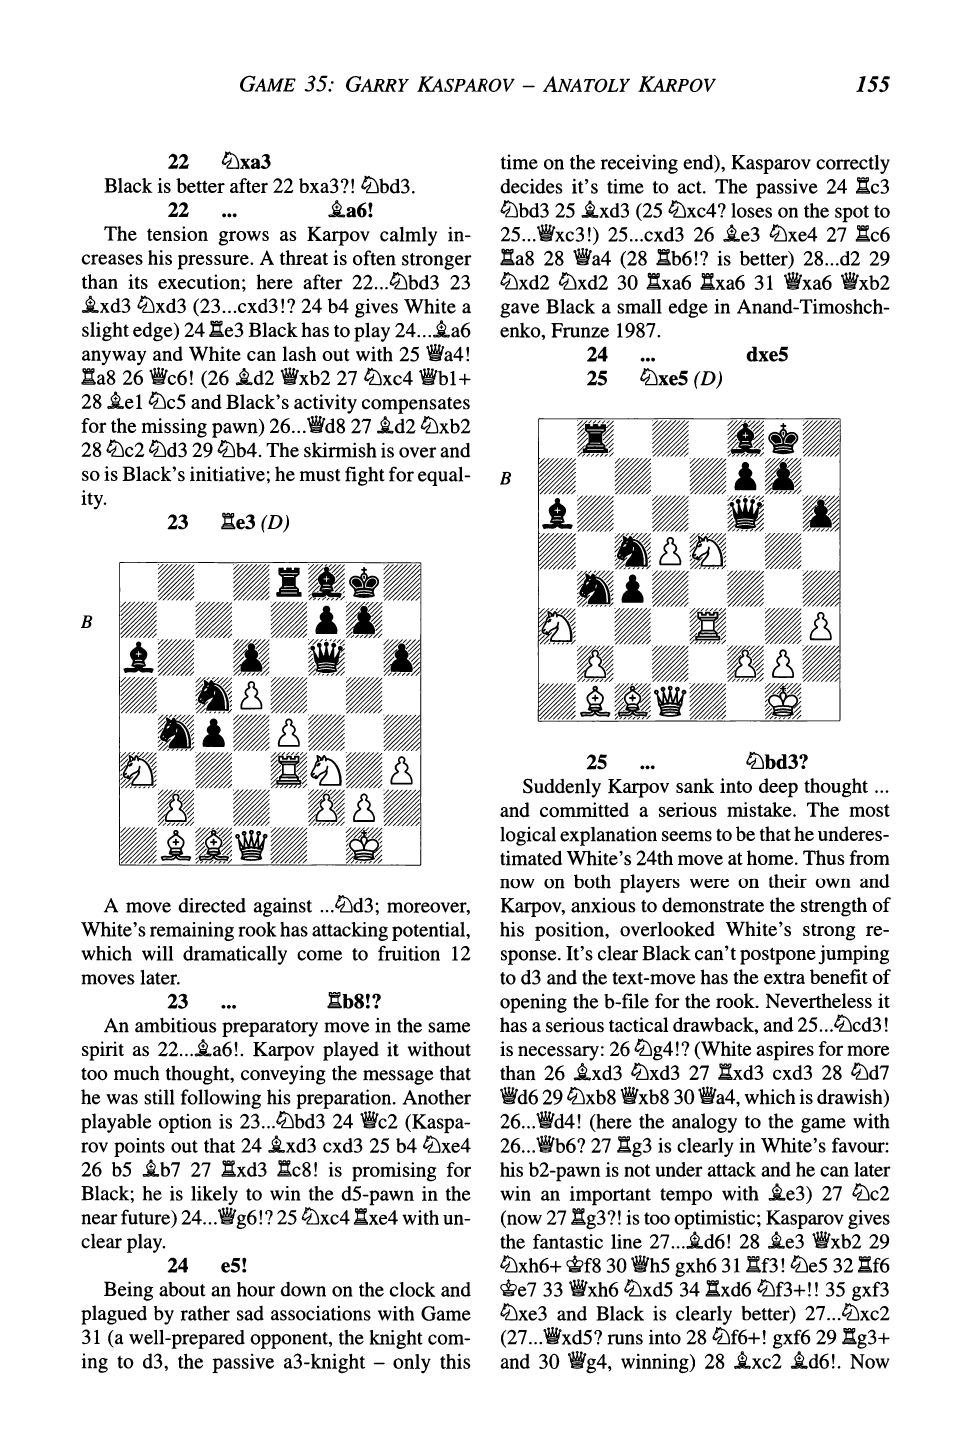 GAME 35: GARRY KASPAROV – ANATOLY KARPOV 155
22 ♘xa3
Black is better after 22 bxa3?! ♘bd3.
22 ... ♗a6!
The tension grows as Karpov calmly in-
creases his pressure. A threat is often stronger
than its execution; here after 22...♘bd3 23
♗xd3 ♘xd3 (23...cxd3!? 24 b4 gives White a
slight edge) 24 ♖e3 Black has to play 24...♗a6
anyway and White can lash out with 25 ♕a4!
♖a8 26 ♕c6! (26 ♗d2 ♕xb2 27 ♘xc4 ♕b1+
28 ♗e1 ♘c5 and Black's activity compensates
for the missing pawn) 26...♕d8 27 ♗d2 ♘xb2
28 ♘c2 ♘d3 29 ♘b4. The skirmish is over and
so is Black's initiative; he must fight for equal-
ity.
23 ♖e3 (D)
B
A move directed against ...♘d3; moreover,
White's remaining rook has attacking potential,
which will dramatically come to fruition 12
moves later.
23 ... ♖b8!?
An ambitious preparatory move in the same
spirit as 22...♗a6!. Karpov played it without
too much thought, conveying the message that
he was still following his preparation. Another
playable option is 23...♘bd3 24 ♕c2 (Kaspa-
rov points out that 24 ♗xd3 cxd3 25 b4 ♘xe4
26 b5 ♗b7 27 ♖xd3 ♖c8! is promising for
Black; he is likely to win the d5-pawn in the
near future) 24...♕g6!? 25 ♘xc4 ♖xe4 with un-
clear play.
24 e5!
Being about an hour down on the clock and
plagued by rather sad associations with Game
31 (a well-prepared opponent, the knight com-
ing to d3, the passive a3-knight – only this
time on the receiving end), Kasparov correctly
decides it's time to act. The passive 24 ♖c3
♘bd3 25 ♗xd3 (25 ♘xc4? loses on the spot to
25...♕xc3!) 25...cxd3 26 ♗e3 ♘xe4 27 ♖c6
♖a8 28 ♕a4 (28 ♖b6!? is better) 28...d2 29
♘xd2 ♘xd2 30 ♖xa6 ♖xa6 31 ♕xa6 ♕xb2
gave Black a small edge in Anand-Timoshch-
enko, Frunze 1987.
24 ... dxe5
25 ♘xe5 (D)
B
25 ... ♘bd3?
Suddenly Karpov sank into deep thought ...
and committed a serious mistake. The most
logical explanation seems to be that he underes-
timated White's 24th move at home. Thus from
now on both players were on their own and
Karpov, anxious to demonstrate the strength of
his position, overlooked White's strong re-
sponse. It's clear Black can't postpone jumping
to d3 and the text-move has the extra benefit of
opening the b-file for the rook. Nevertheless it
has a serious tactical drawback, and 25...♘cd3!
is necessary: 26 ♘g4!? (White aspires for more
than 26 ♗xd3 ♘xd3 27 ♖xd3 cxd3 28 ♘d7
♕d6 29 ♘xb8 ♕xb8 30 ♕a4, which is drawish)
26...♕d4! (here the analogy to the game with
26...♕b6? 27 ♖g3 is clearly in White's favour:
his b2-pawn is not under attack and he can later
win an important tempo with ♗e3) 27 ♘c2
(now 27 ♖g3?! is too optimistic; Kasparov gives
the fantastic line 27...♗d6! 28 ♗e3 ♕xb2 29
♘xh6+ ♔f8 30 ♕h5 gxh6 31 ♖f3! ♘e5 32 ♖f6
♔e7 33 ♕xh6 ♘xd5 34 ♖xd6 ♘f3+!! 35 gxf3
♘xe3 and Black is clearly better) 27...♘xc2
(27...♕xd5? runs into 28 ♘f6+! gxf6 29 ♖g3+
and 30 ♕g4, winning) 28 ♗xc2 ♗d6!. Now